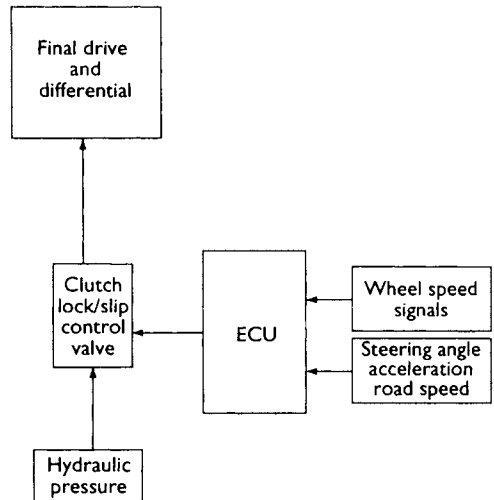 Final drive
and
differential
Clutch
lock/slip
control
valve
ECU
Wheel speed
signals
Steering angle
acceleration
road speed
Hydraulic
pressure